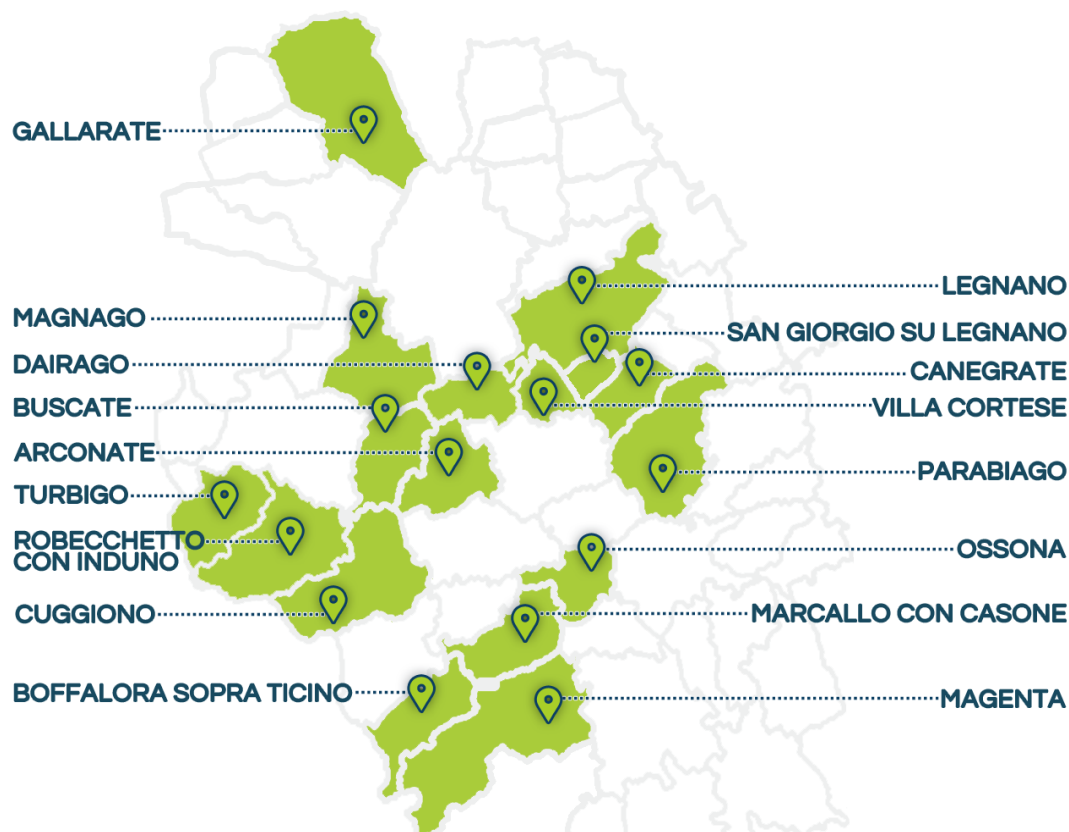 GALLARATE
MAGNAGO
DAIRAGO
BUSCATE
ARCONATE
TURBIGO
ROBECCHETTO
CON INDUNO
CUGGIONO
BOFFALORA SOPRA TICINO
LEGNANO
SAN GIORGIO SU LEGNANO
CANEGRATE
VILLA CORTESE
PARABIAGO
OSSONA
MARCALLO CON CASONE
MAGENTA